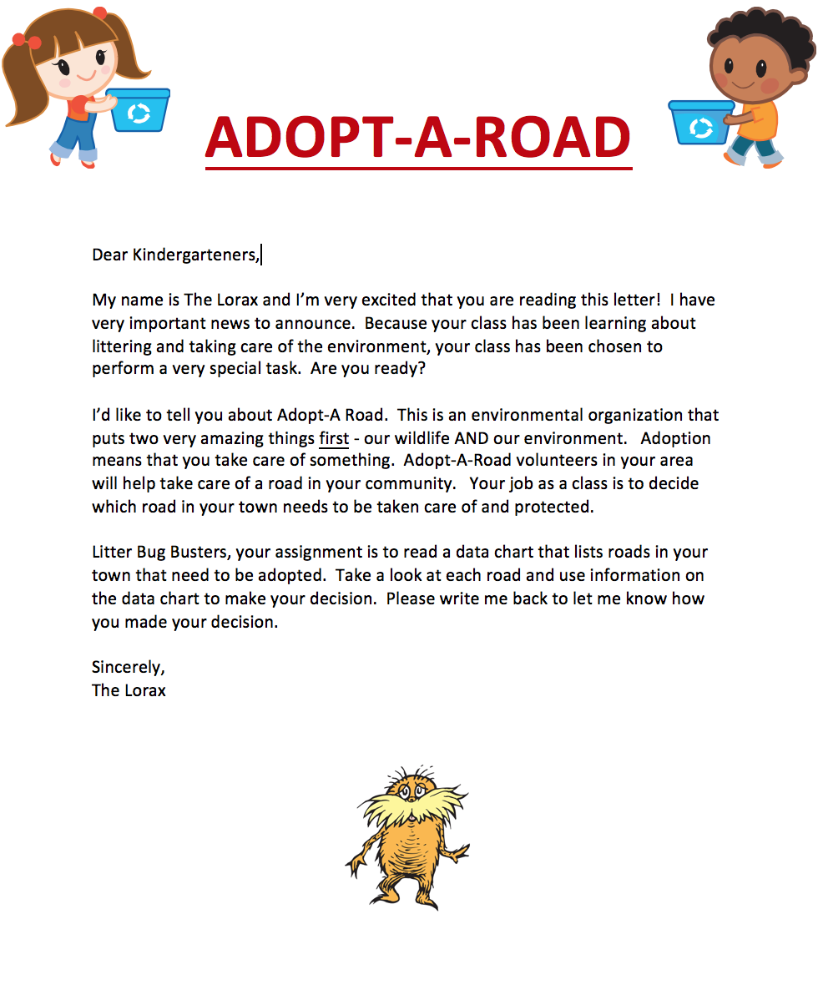 ADOPT-A-ROAD
Dear Kindergarteners,
My name is The Lorax and I’m very excited that you are reading this letter!  I have
very important news to announce.  Because your class has been learning about
littering and taking care of the environment, your class has been chosen to
perform a very special task.  Are you ready?
I’d like to tell you about Adopt-A Road.  This is an environmental organization that
puts two very amazing things first - our wildlife AND our environment.   Adoption
means that you take care of something.  Adopt-A-Road volunteers in your area
will help take care of a road in your community.   Your job as a class is to decide
which road in your town needs to be taken care of and protected.
Litter Bug Busters, your assignment is to read a data chart that lists roads in your
town that need to be adopted.  Take a look at each road and use information on
the data chart to make your decision.  Please write me back to let me know how
you made your decision.
Sincerely,
The Lorax